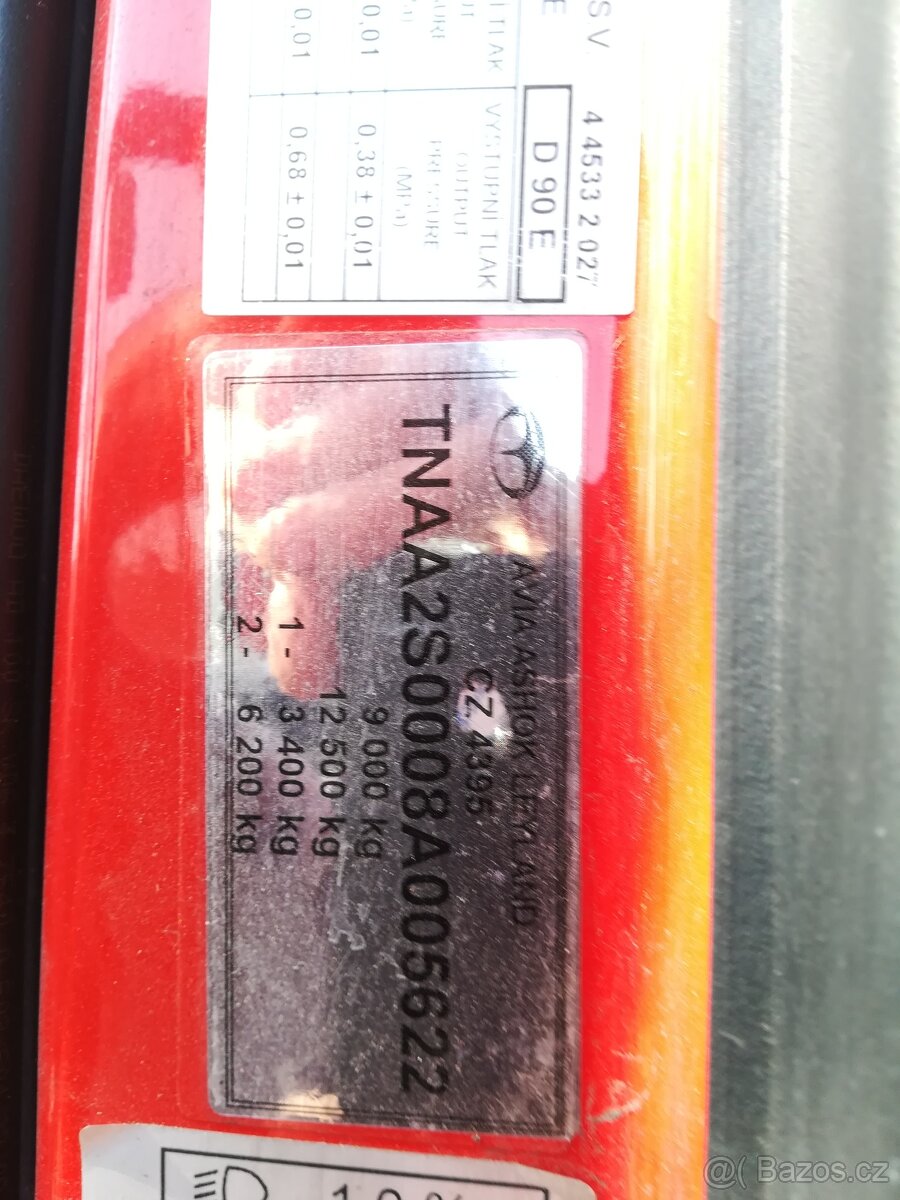 S V. 4 4533 2 027
E D 90 E
TLAK VÝSTUPNÍ TLAK
OUTPUT
PRESSURE
(MPa)
0,01 0,38 ± 0,01
0,01 0,68 ± 0,01
AVIA ASHOK LEYLAND
CZ 4395
TNAA2S0008A005622
9 000 kg
12 500 kg
1 - 3 400 kg
2 - 6 200 kg
@( Bazos.cz